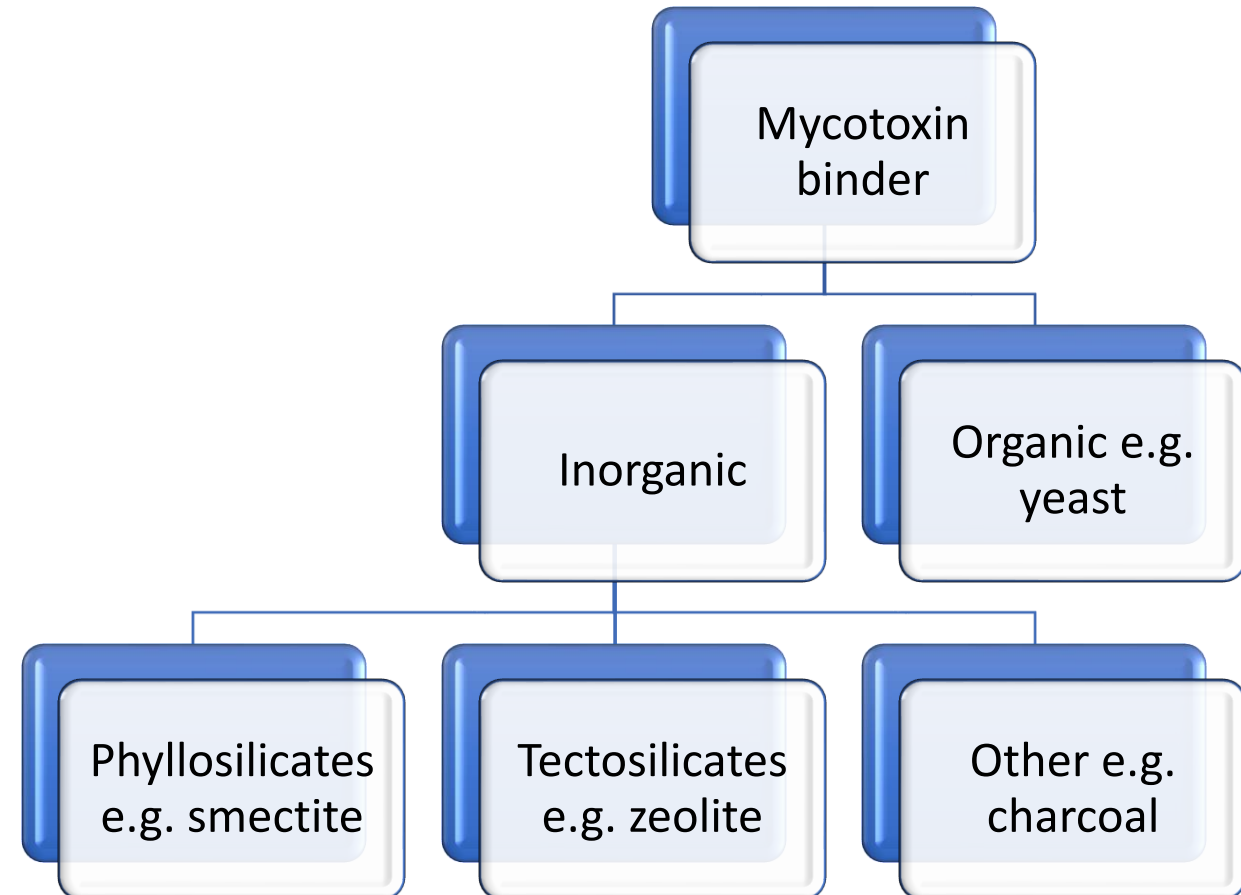 Mycotoxin
binder
Inorganic
Organic e.g.
yeast
Phyllosilicates
e.g. smectite
Tectosilicates
e.g. zeolite
Other e.g.
charcoal